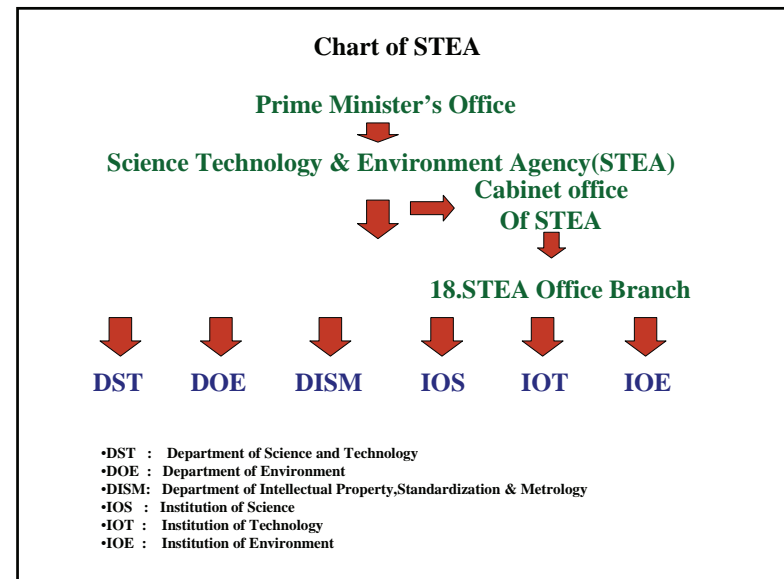 Chart of STEA
Prime Minister’s Office
Science Technology & Environment Agency(STEA)
Cabinet office
Of STEA
18.STEA Office Branch
DST DOE DISM IOS IOT IOE
•DST : Department of Science and Technology
•DOE : Department of Environment
•DISM: Department of Intellectual Property,Standardization & Metrology
•IOS : Institution of Science
•IOT : Institution of Technology
•IOE : Institution of Environment